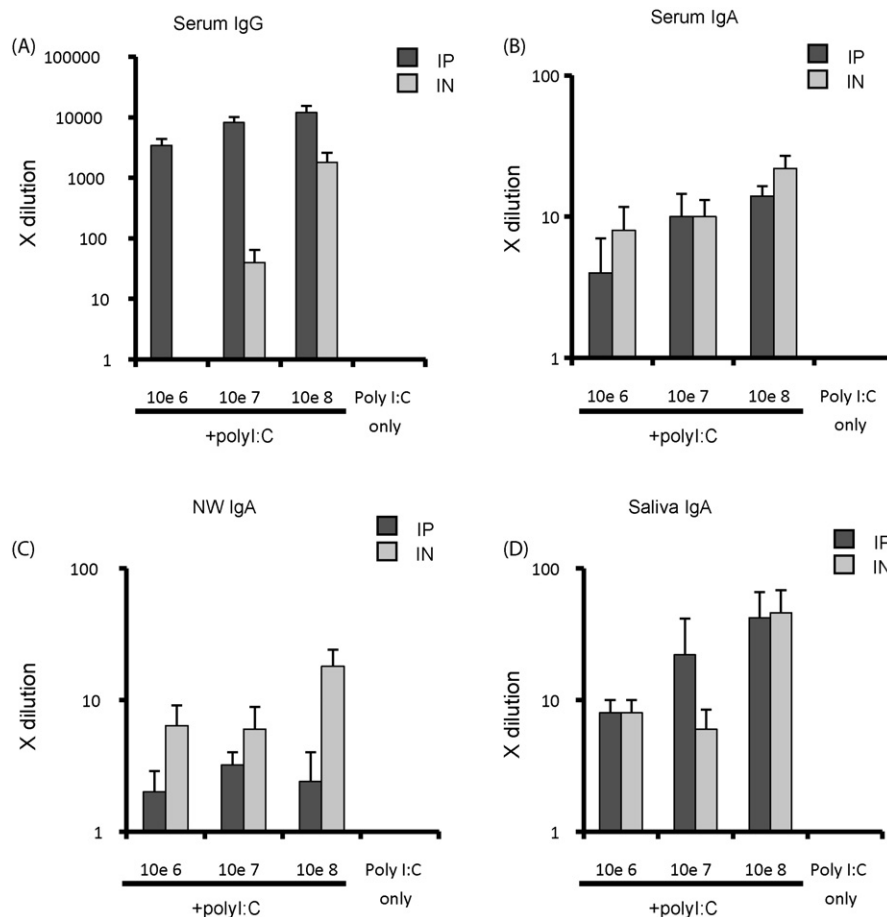 Serum IgG
(A)
IP
IN
100000
10000
1000
100
10
1
X dilution
10e 6 10e 7 10e 8 Poly I:C
only
+polyI:C
Serum IgA
(B)
IP
IN
100
10
1
X dilution
10e 6 10e 7 10e 8 Poly I:C
only
+polyI:C
NW IgA
(C)
IP
IN
100
10
1
X dilution
10e 6 10e 7 10e 8 Poly I:C
only
+polyI:C
Saliva IgA
(D)
IP
IN
100
10
1
X dilution
10e 6 10e 7 10e 8 Poly I:C
only
+polyI:C